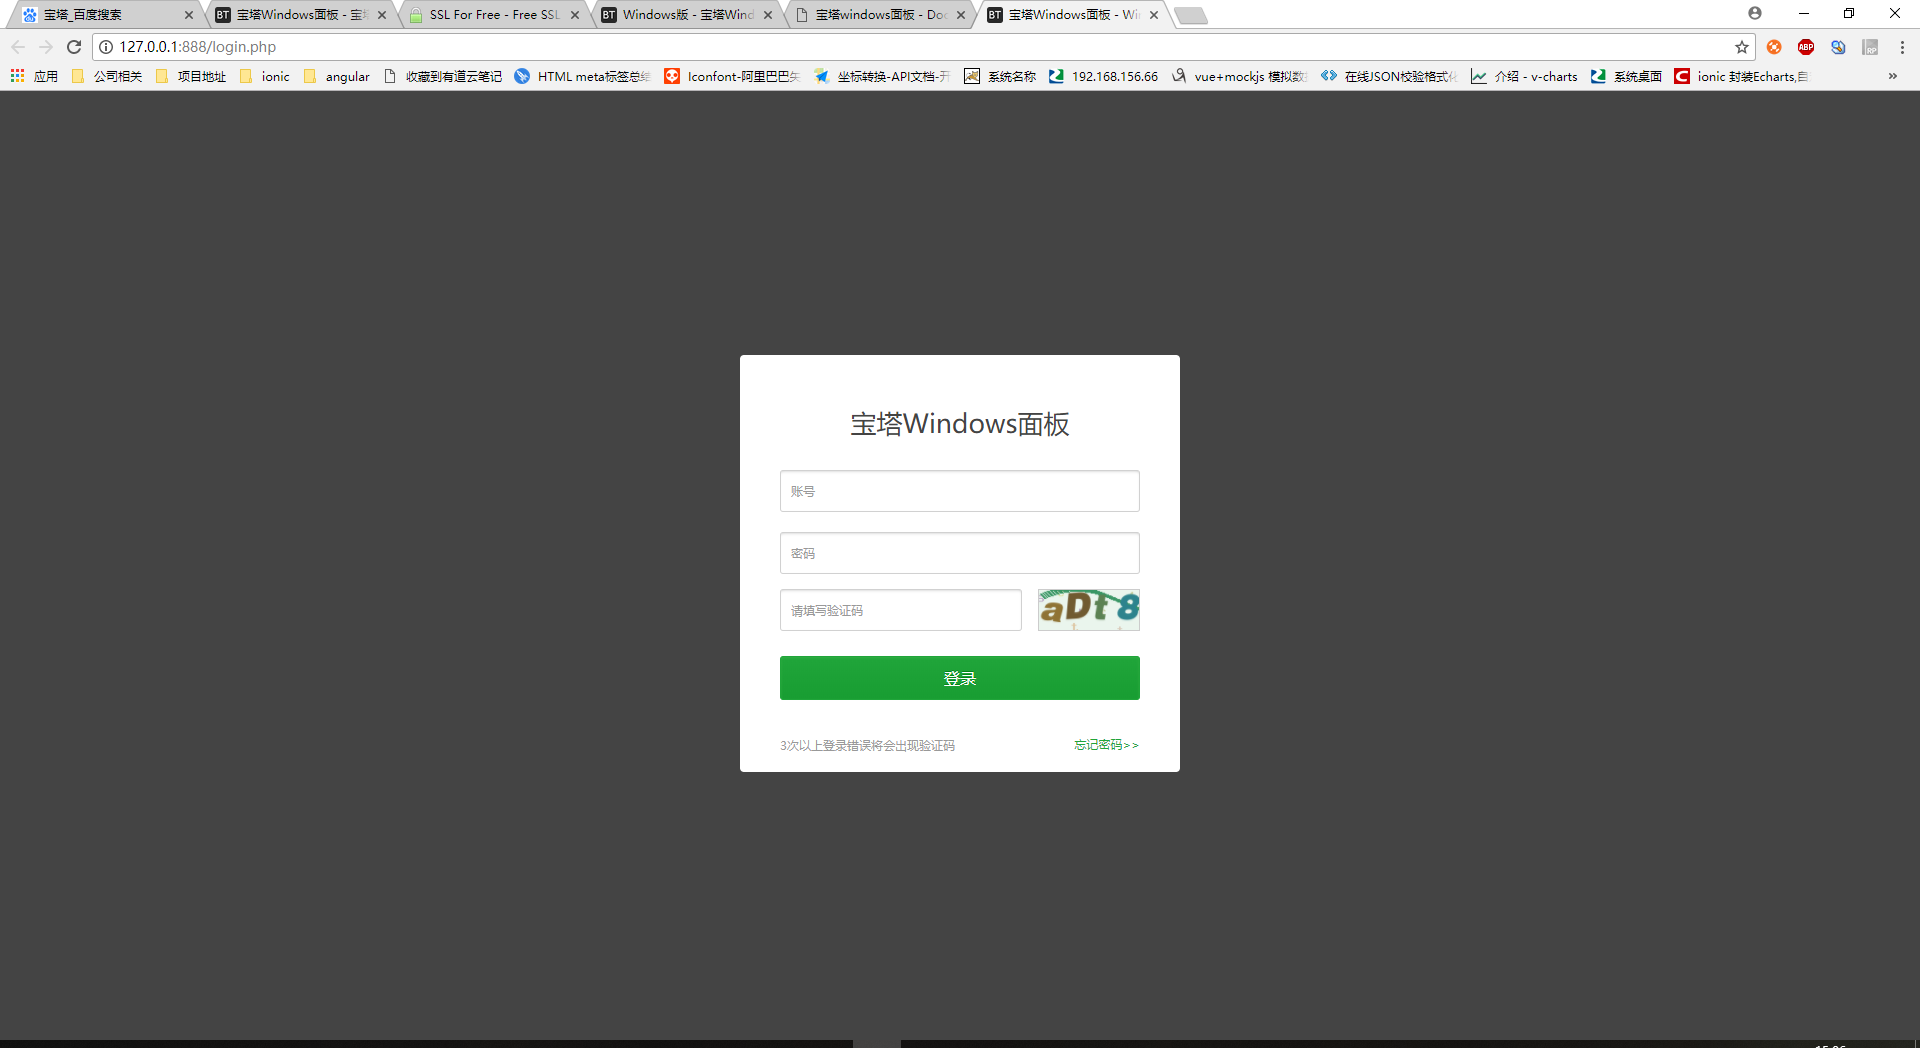 宝塔_百度搜索
BT 宝塔Windows面板 - 宝塔
SSL For Free - Free SSL
BT Windows版 - 宝塔Wind
宝塔windows面板 - Doc
BT 宝塔Windows面板 - Wi
127.0.0.1:888/login.php
ABP
RP
应用 公司相关 项目地址 ionic angular 收藏到有道云笔记 HTML meta标签总结 Iconfont-阿里巴巴矢 坐标转换-API文档-开 系统名称 192.168.156.66 vue+mockjs 模拟数据 在线JSON校验格式化 介绍 - v-charts 系统桌面 ionic 封装Echarts,自
宝塔Windows面板
账号
密码
请填写验证码
aDt8
登录
3次以上登录错误将会出现验证码
忘记密码>>